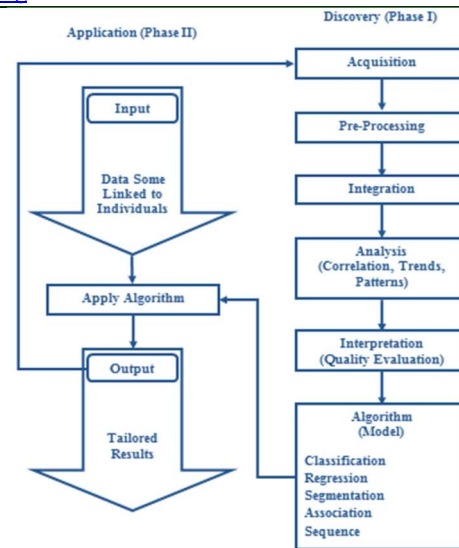 Application (Phase II)
Input
Data Some
Linked to
Individuals
Apply Algorithm
Output
Tailored
Results
Discovery (Phase I)
Acquisition
Pre-Processing
Integration
Analysis
(Correlation, Trends,
Patterns)
Interpretation
(Quality Evaluation)
Algorithm
(Model)
Classification
Regression
Segmentation
Association
Sequence